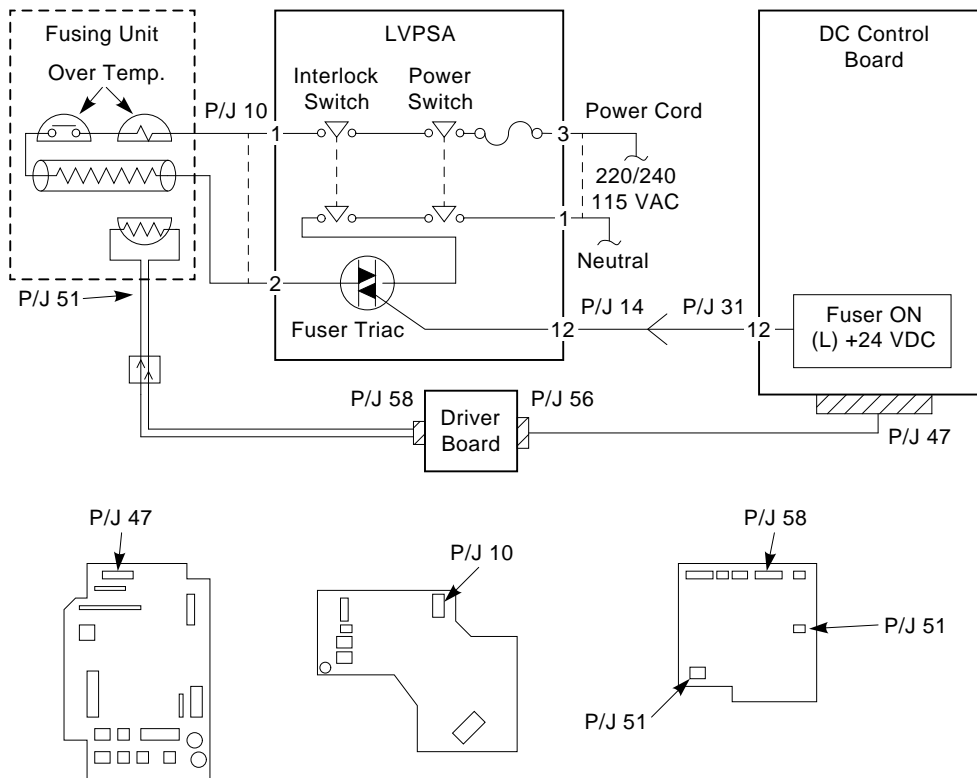 Fusing Unit
Over Temp.
P/J 10
LVPSA
Interlock
Switch
Power
Switch
1
3
Power Cord
220/240
115 VAC
1
Neutral
2
Fuser Triac
12
P/J 14
P/J 31
12
DC Control
Board
Fuser ON
(L) +24 VDC
P/J 51
P/J 58
Driver
Board
P/J 56
P/J 47
P/J 47
P/J 10
P/J 58
P/J 51
P/J 51